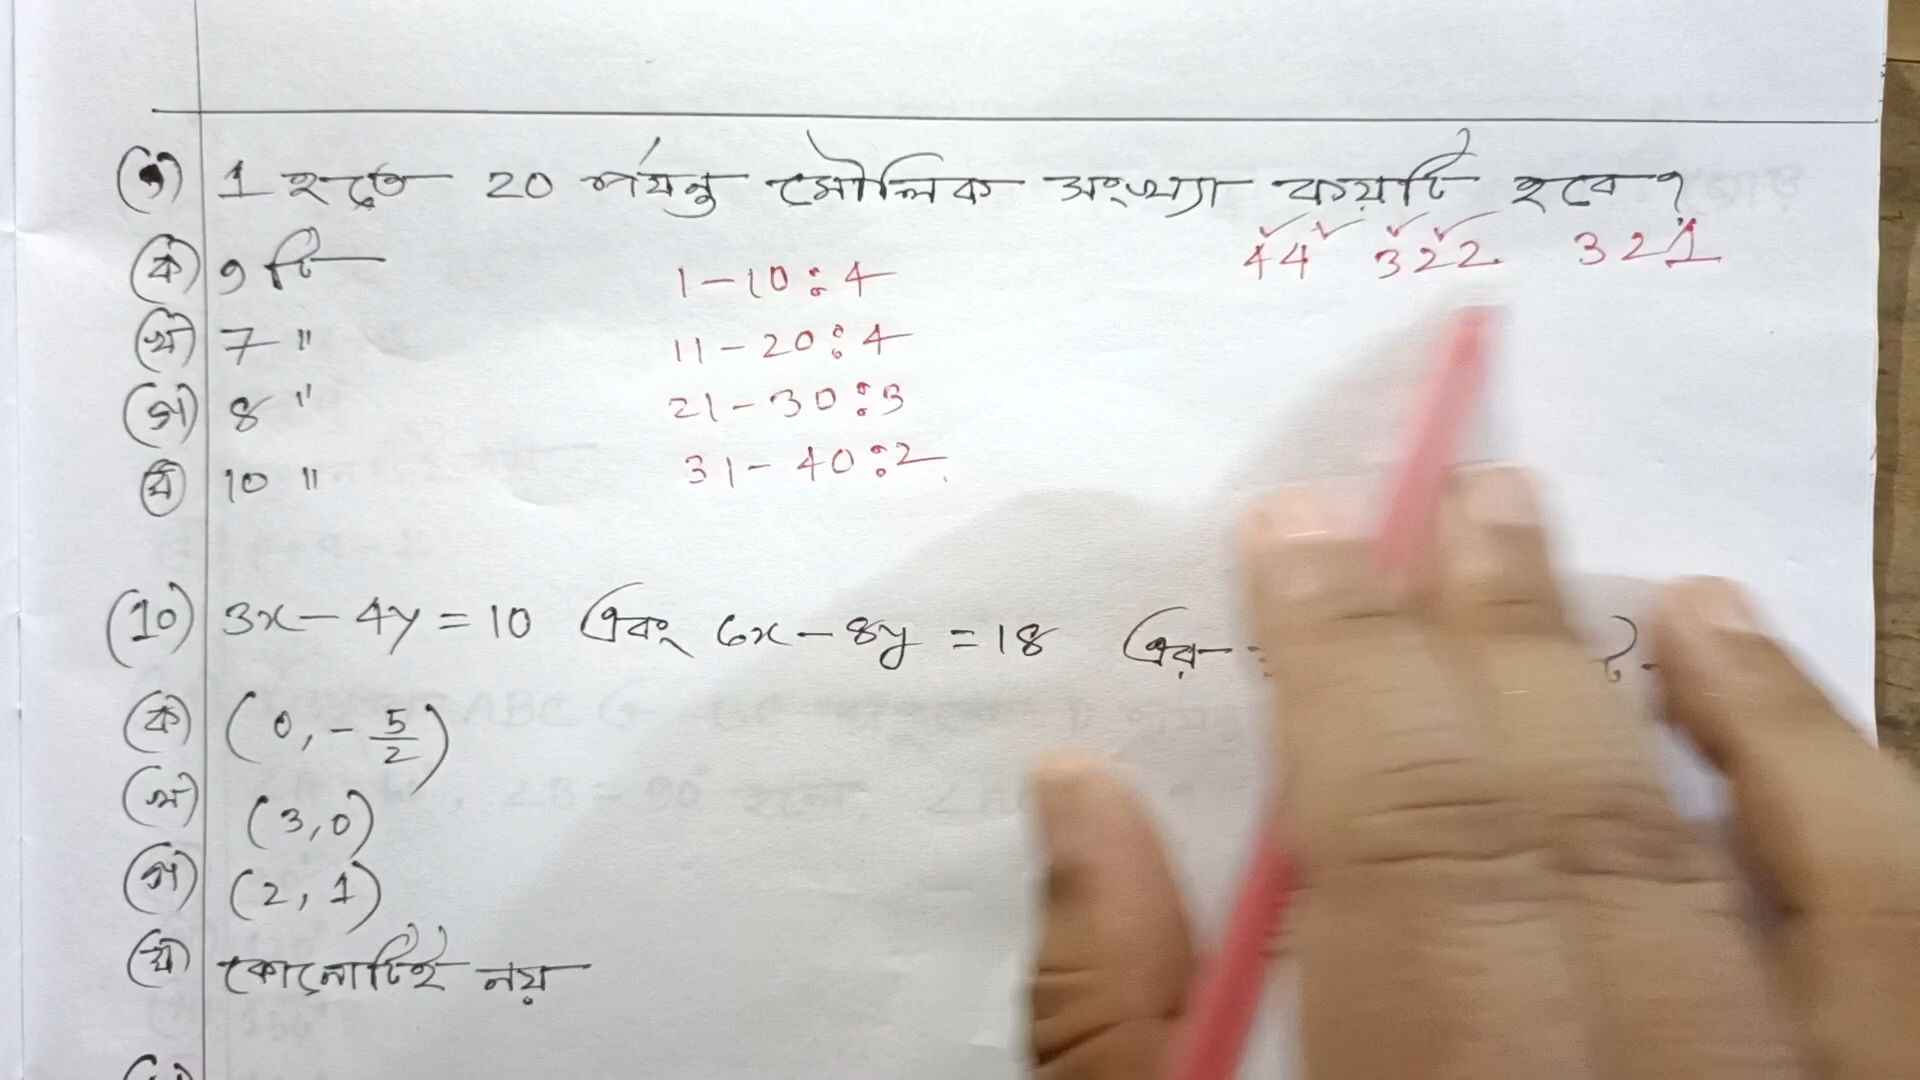 (৭) 1 হতে 20 পর্যন্ত মৌলিক সংখ্যা কয়টি হবে?
44 322 321
(ক) 9 টি
(খ) 7 "
(গ) 8 "
(ঘ) 10 "
1-10:4
11-20:4
21-30:3
31-40:2
(10) 3x-4y=10 এবং 6x-8y=18 এর ?
(ক) (0, -5/2)
(খ) (3,0)
(গ) (2, 1)
(ঘ) কোনোটিই নয়